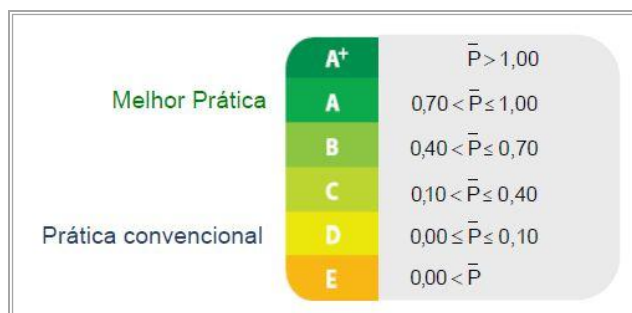 A⁺ P̅ > 1,00
Melhor Prática A 0,70 < P̅ ≤ 1,00
B 0,40 < P̅ ≤ 0,70
C 0,10 < P̅ ≤ 0,40
Prática convencional D 0,00 ≤ P̅ ≤ 0,10
E 0,00 < P̅